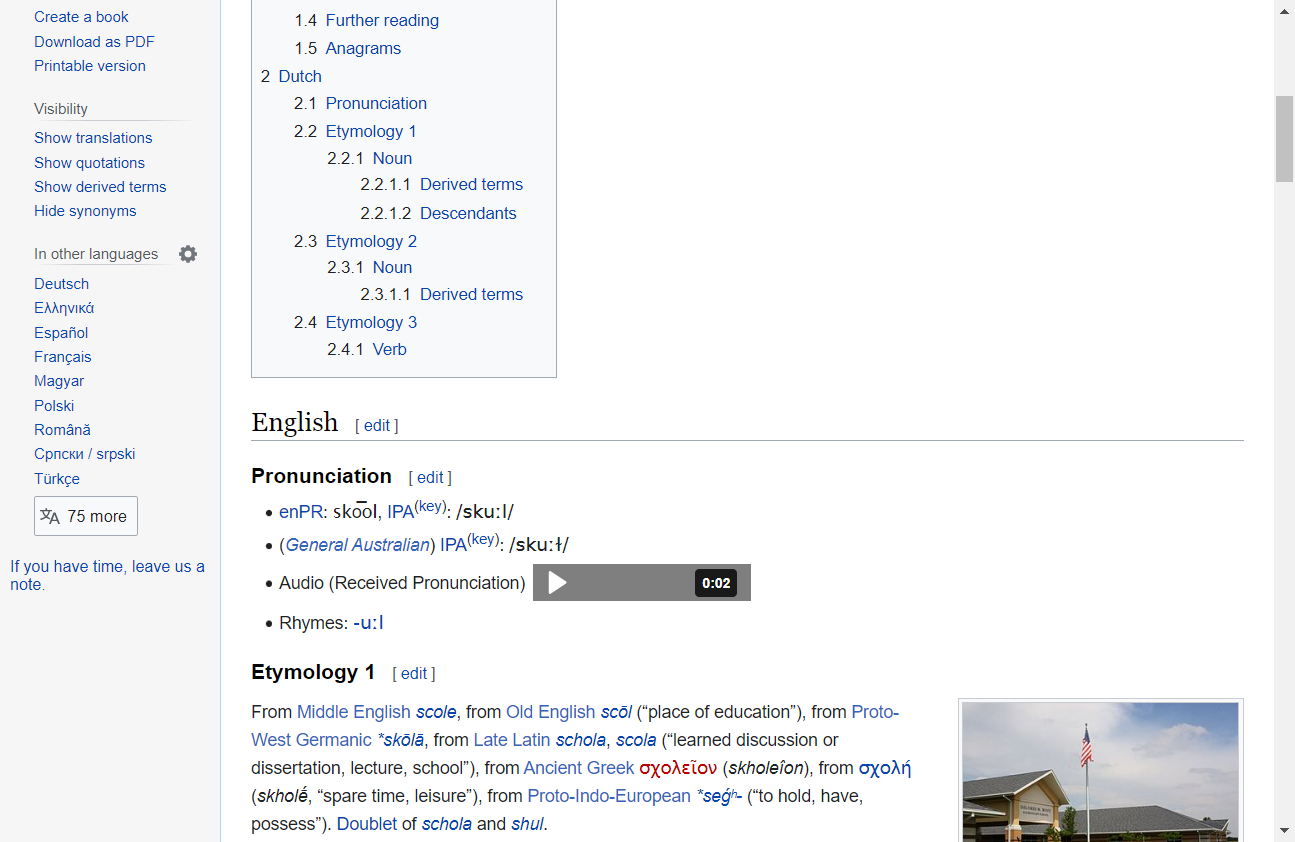 Create a book
Download as PDF
Printable version
Visibility
Show translations
Show quotations
Show derived terms
Hide synonyms
In other languages
Deutsch
Ελληνικά
Español
Français
Magyar
Polski
Română
Српски / srpski
Türkçe
75 more
If you have time, leave us a
note.
1.4 Further reading
1.5 Anagrams
2 Dutch
2.1 Pronunciation
2.2 Etymology 1
2.2.1 Noun
2.2.1.1 Derived terms
2.2.1.2 Descendants
2.3 Etymology 2
2.3.1 Noun
2.3.1.1 Derived terms
2.4 Etymology 3
2.4.1 Verb
English [ edit ]
Pronunciation [ edit ]
• enPR: sko͞ol, IPA(key): /skuːl/
• (General Australian) IPA(key): /skuːɫ/
• Audio (Received Pronunciation) 0:02
• Rhymes: -uːl
Etymology 1 [ edit ]
From Middle English scole, from Old English scōl (“place of education”), from Proto-
West Germanic *skōlā, from Late Latin schola, scola (“learned discussion or
dissertation, lecture, school”), from Ancient Greek σχολεῖον (skholeîon), from σχολή
(skholḗ, “spare time, leisure”), from Proto-Indo-European *seǵʰ- (“to hold, have,
possess”). Doublet of schola and shul.